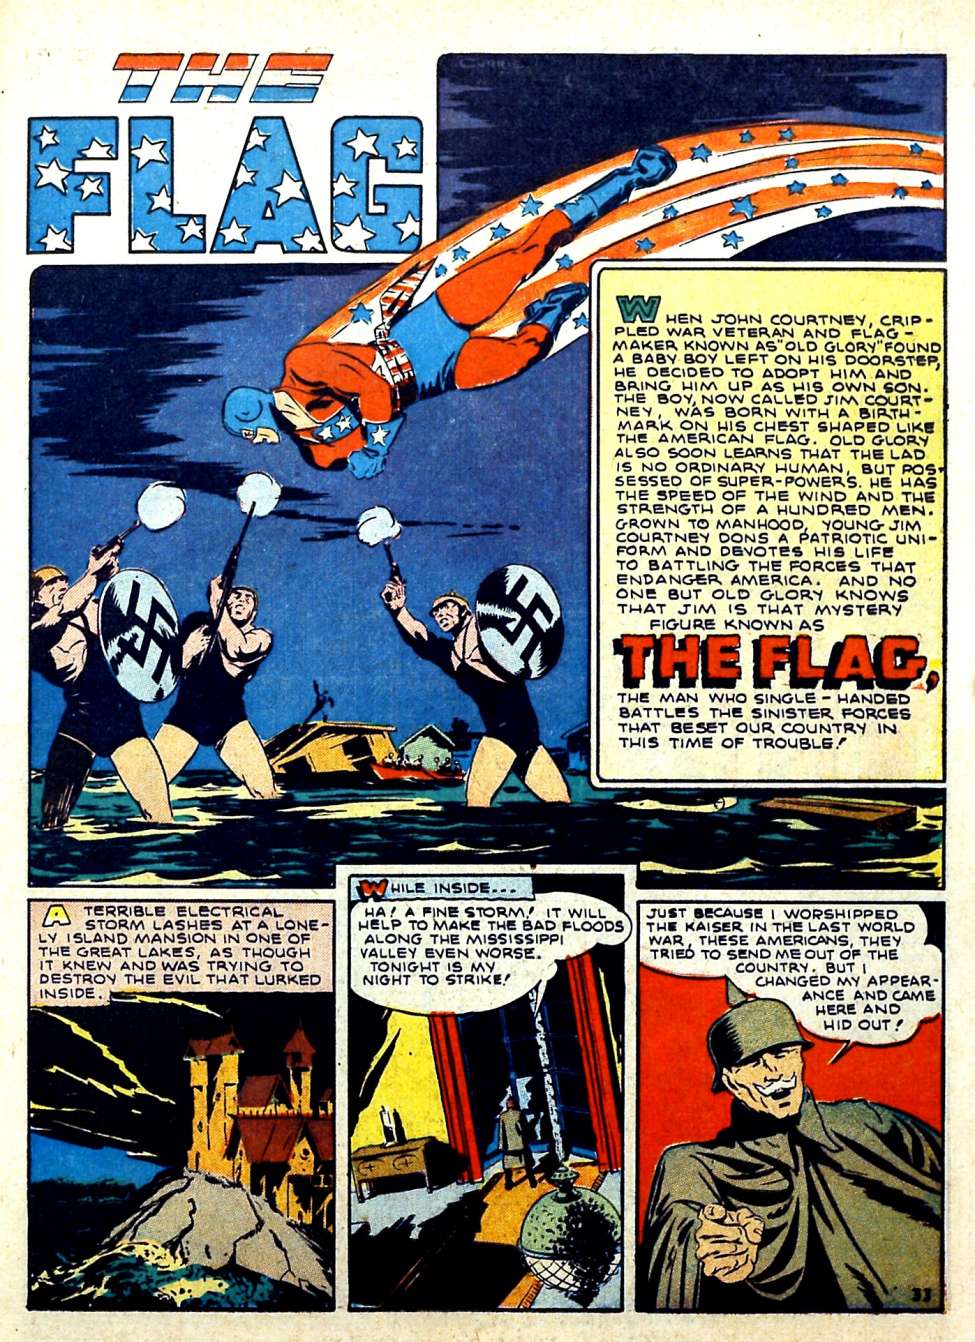 THE
FLAG
WHEN JOHN COURTNEY, CRIP-
PLED WAR VETERAN AND FLAG-
MAKER KNOWN AS "OLD GLORY" FOUND
A BABY BOY LEFT ON HIS DOORSTEP,
HE DECIDED TO ADOPT HIM AND
BRING HIM UP AS HIS OWN SON.
THE BOY, NOW CALLED JIM COURT-
NEY, WAS BORN WITH A BIRTH-
MARK ON HIS CHEST SHAPED LIKE
THE AMERICAN FLAG. OLD GLORY
ALSO SOON LEARNS THAT THE LAD
IS NO ORDINARY HUMAN, BUT POS-
SESSED OF SUPER-POWERS. HE HAS
THE SPEED OF THE WIND AND THE
STRENGTH OF A HUNDRED MEN.
GROWN TO MANHOOD, YOUNG JIM
COURTNEY DONS A PATRIOTIC UNI-
FORM AND DEVOTES HIS LIFE
TO BATTLING THE FORCES THAT
ENDANGER AMERICA. AND NO
ONE BUT OLD GLORY KNOWS
THAT JIM IS THAT MYSTERY
FIGURE KNOWN AS
THE FLAG,
THE MAN WHO SINGLE-HANDED
BATTLES THE SINISTER FORCES
THAT BESET OUR COUNTRY IN
THIS TIME OF TROUBLE!
A TERRIBLE ELECTRICAL
STORM LASHES AT A LONE-
LY ISLAND MANSION IN ONE OF
THE GREAT LAKES, AS THOUGH
IT KNEW AND WAS TRYING TO
DESTROY THE EVIL THAT LURKED
INSIDE.
WHILE INSIDE...
HA! A FINE STORM! IT WILL
HELP TO MAKE THE BAD FLOODS
ALONG THE MISSISSIPPI
VALLEY EVEN WORSE.
TONIGHT IS MY
NIGHT TO STRIKE!
JUST BECAUSE I WORSHIPPED
THE KAISER IN THE LAST WORLD
WAR, THESE AMERICANS, THEY
TRIED TO SEND ME OUT OF THE
COUNTRY. BUT I
CHANGED MY APPEAR-
ANCE AND CAME
HERE AND
HID OUT!
33